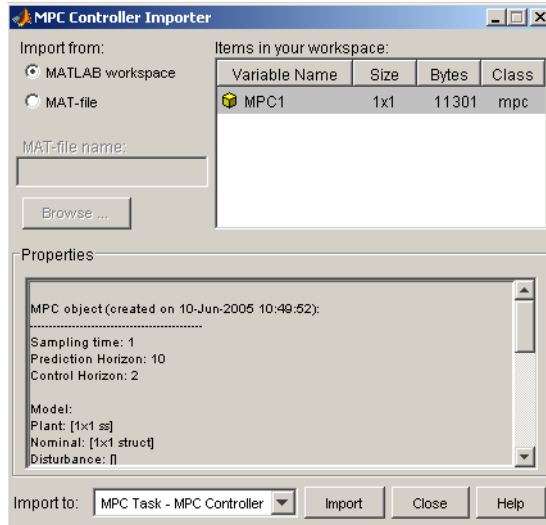 MPC Controller Importer
Import from:
MATLAB workspace
MAT-file
MAT-file name:
Browse ...
Items in your workspace:
Variable Name Size Bytes Class
MPC1 1x1 11301 mpc
Properties
MPC object (created on 10-Jun-2005 10:49:52):
---------------------------------------------
Sampling time: 1
Prediction Horizon: 10
Control Horizon: 2
Model:
Plant: [1x1 ss]
Nominal: [1x1 struct]
Disturbance: []
Import to: MPC Task - MPC Controller Import Close Help